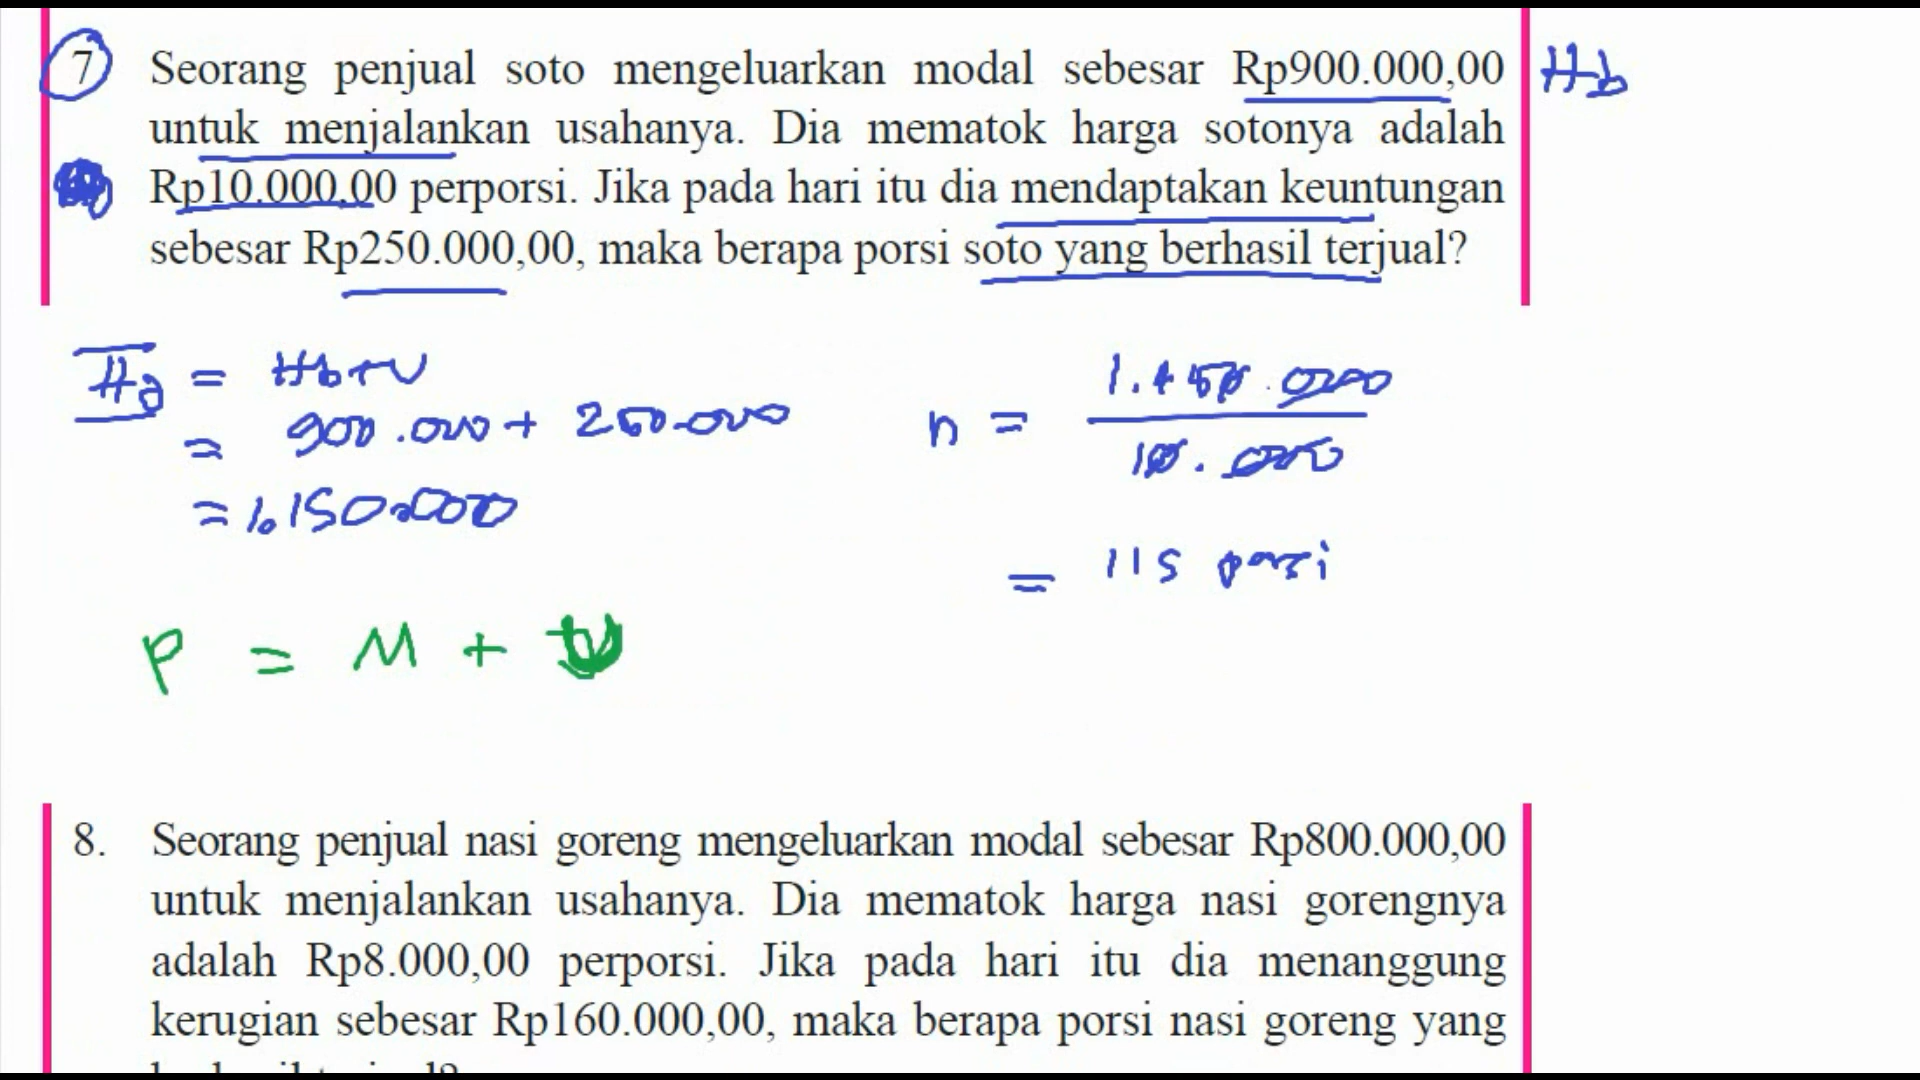 7 Seorang penjual soto mengeluarkan modal sebesar Rp900.000,00 Hb
untuk menjalankan usahanya. Dia mematok harga sotonya adalah
Rp10.000,00 perporsi. Jika pada hari itu dia mendaptakan keuntungan
sebesar Rp250.000,00, maka berapa porsi soto yang berhasil terjual?
Hj = Hb + U
= 900.000 + 250.000
= 1.150.000
n = 1.150.000
10.000
= 115 porsi
P = M + U
8. Seorang penjual nasi goreng mengeluarkan modal sebesar Rp800.000,00
untuk menjalankan usahanya. Dia mematok harga nasi gorengnya
adalah Rp8.000,00 perporsi. Jika pada hari itu dia menanggung
kerugian sebesar Rp160.000,00, maka berapa porsi nasi goreng yang